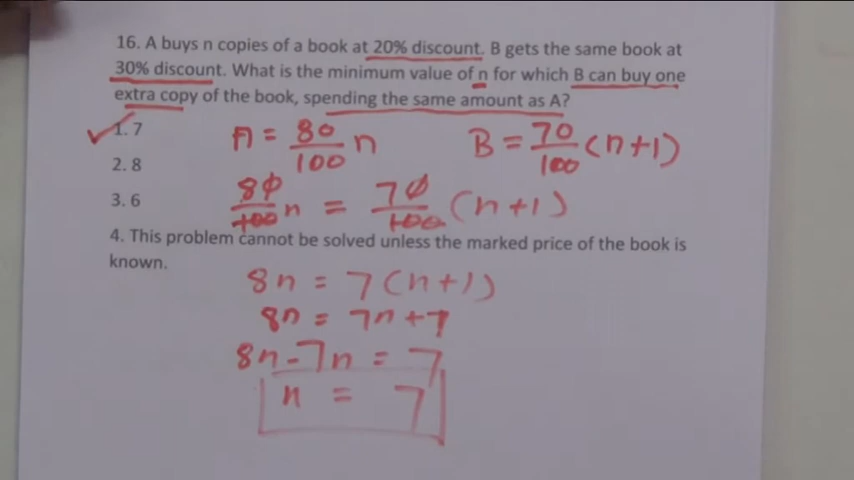 16. A buys n copies of a book at 20% discount. B gets the same book at
30% discount. What is the minimum value of n for which B can buy one
extra copy of the book, spending the same amount as A?
1. 7
A = 80/100 n B = 70/100 (n+1)
2. 8
3. 6
80/100 n = 70/100 (n+1)
4. This problem cannot be solved unless the marked price of the book is
known.
8n = 7(n+1)
8n = 7n+7
8n-7n = 7
n = 7